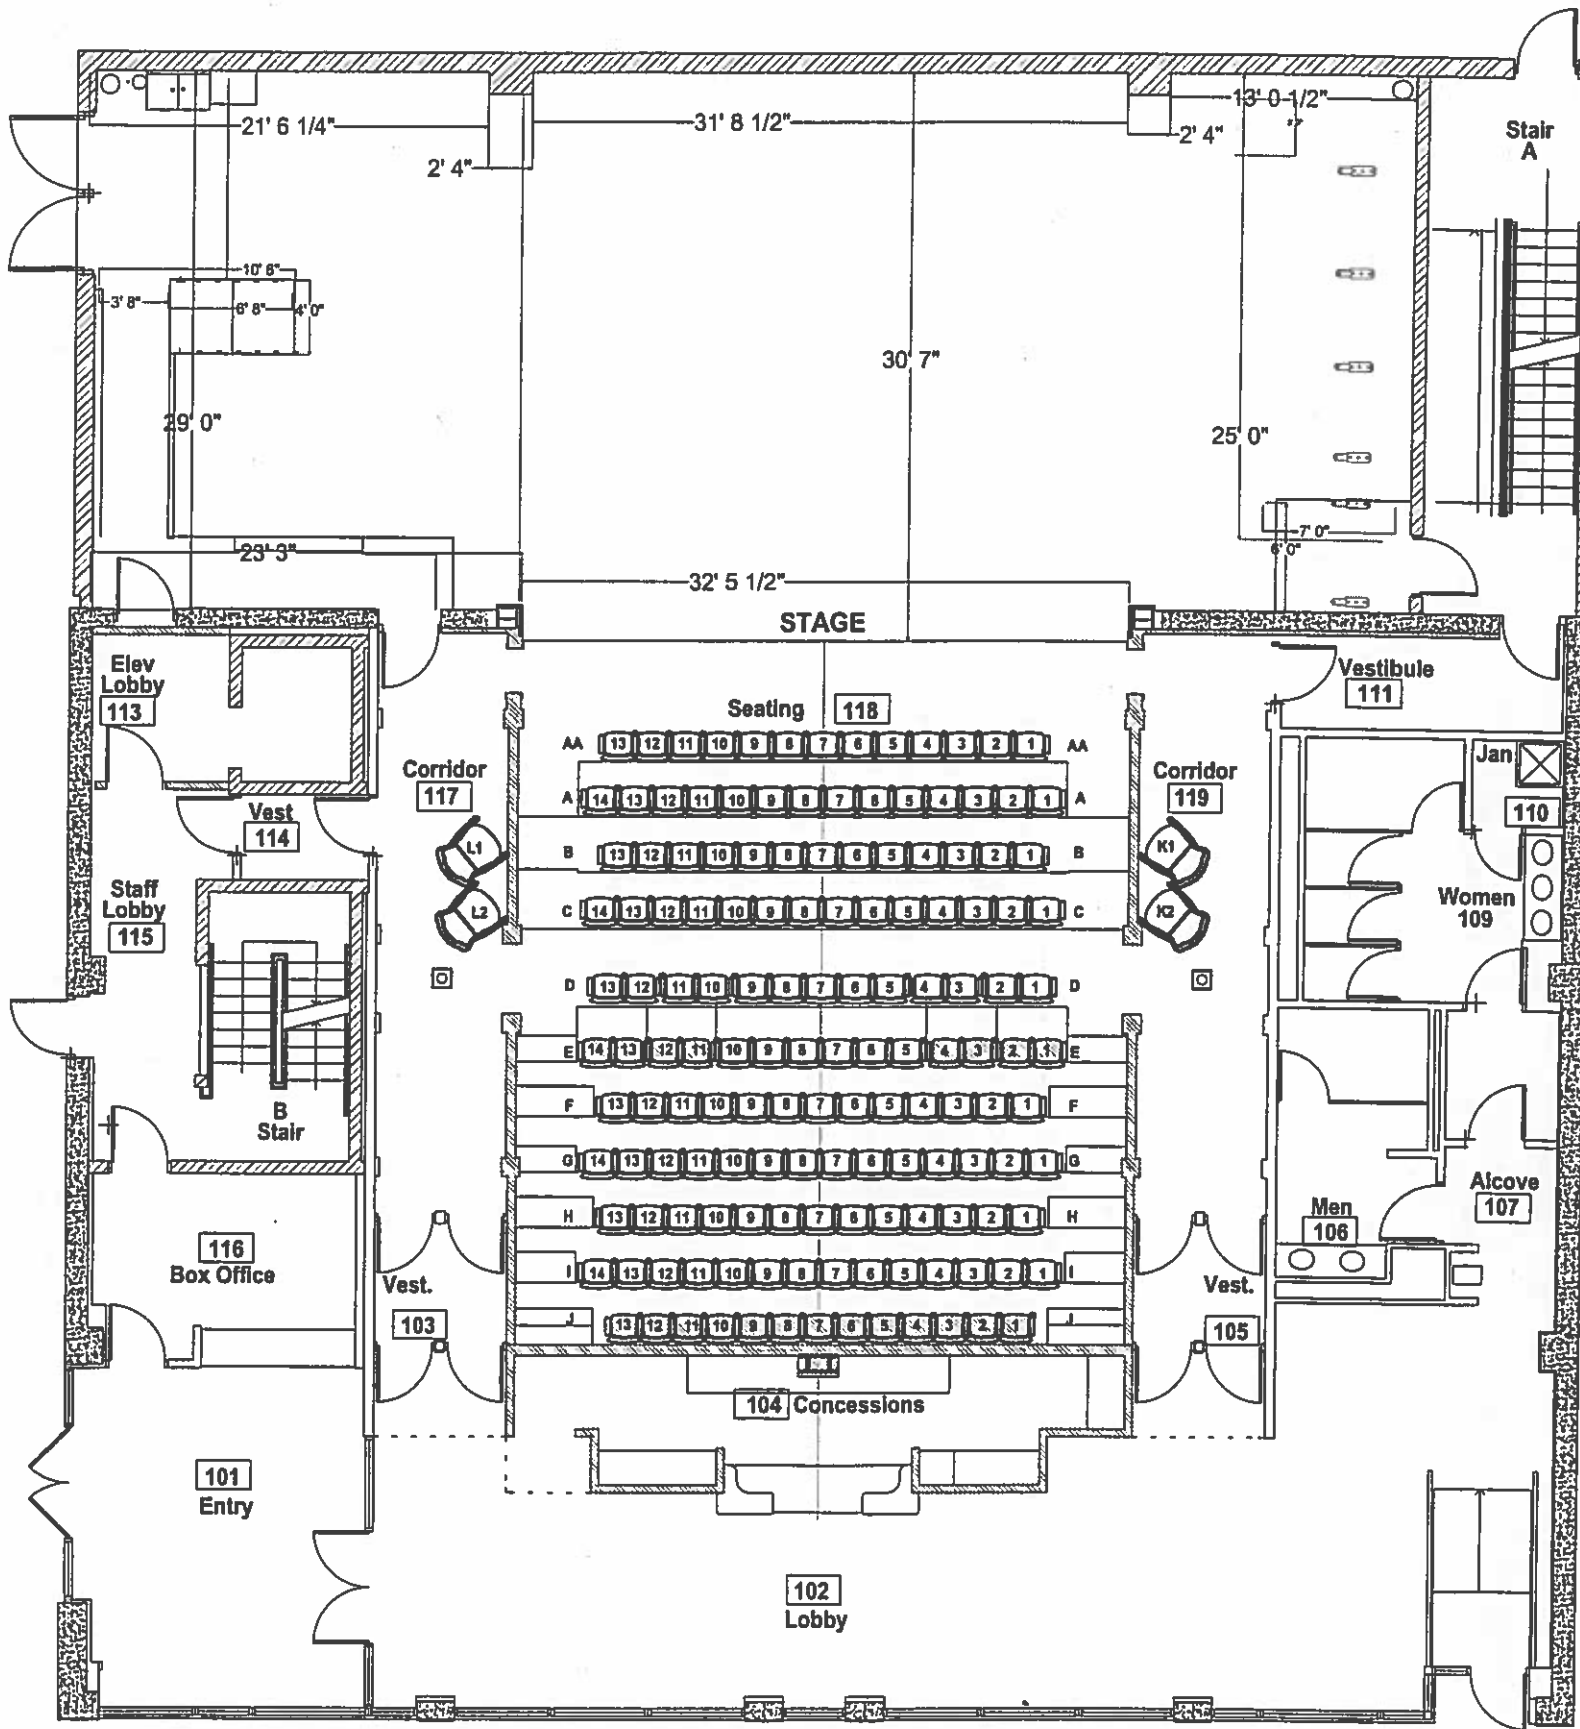 21' 6 1/4"
31' 8 1/2"
13' 0 1/2"
2' 4"
2' 4"
Stair
A
10' 6"
3' 8"
6' 8"
4' 0"
30' 7"
29' 0"
25' 0"
7' 0"
6' 0"
23' 3"
32' 5 1/2"
STAGE
Elev
Lobby
113
Vestibule
111
Seating 118
AA 13 12 11 10 9 8 7 6 5 4 3 2 1 AA
Jan
Corridor
117
Corridor
119
A 14 13 12 11 10 9 8 7 6 5 4 3 2 1 A
110
Vest
114
L1
K1
B 13 12 11 10 9 8 7 6 5 4 3 2 1 B
Staff
Lobby
115
Women
109
L2
K2
C 14 13 12 11 10 9 8 7 6 5 4 3 2 1 C
D 13 12 11 10 9 8 7 6 5 4 3 2 1 D
E 14 13 12 11 10 9 8 7 6 5 4 3 2 1 E
B
Stair
F 13 12 11 10 9 8 7 6 5 4 3 2 1 F
G 14 13 12 11 10 9 8 7 6 5 4 3 2 1 G
Alcove
107
Men
106
H 13 12 11 10 9 8 7 6 5 4 3 2 1 H
116
Box Office
I 14 13 12 11 10 9 8 7 6 5 4 3 2 1 I
Vest.
103
Vest.
105
J 13 12 11 10 9 8 7 6 5 4 3 2 1 J
104 Concessions
101
Entry
102
Lobby